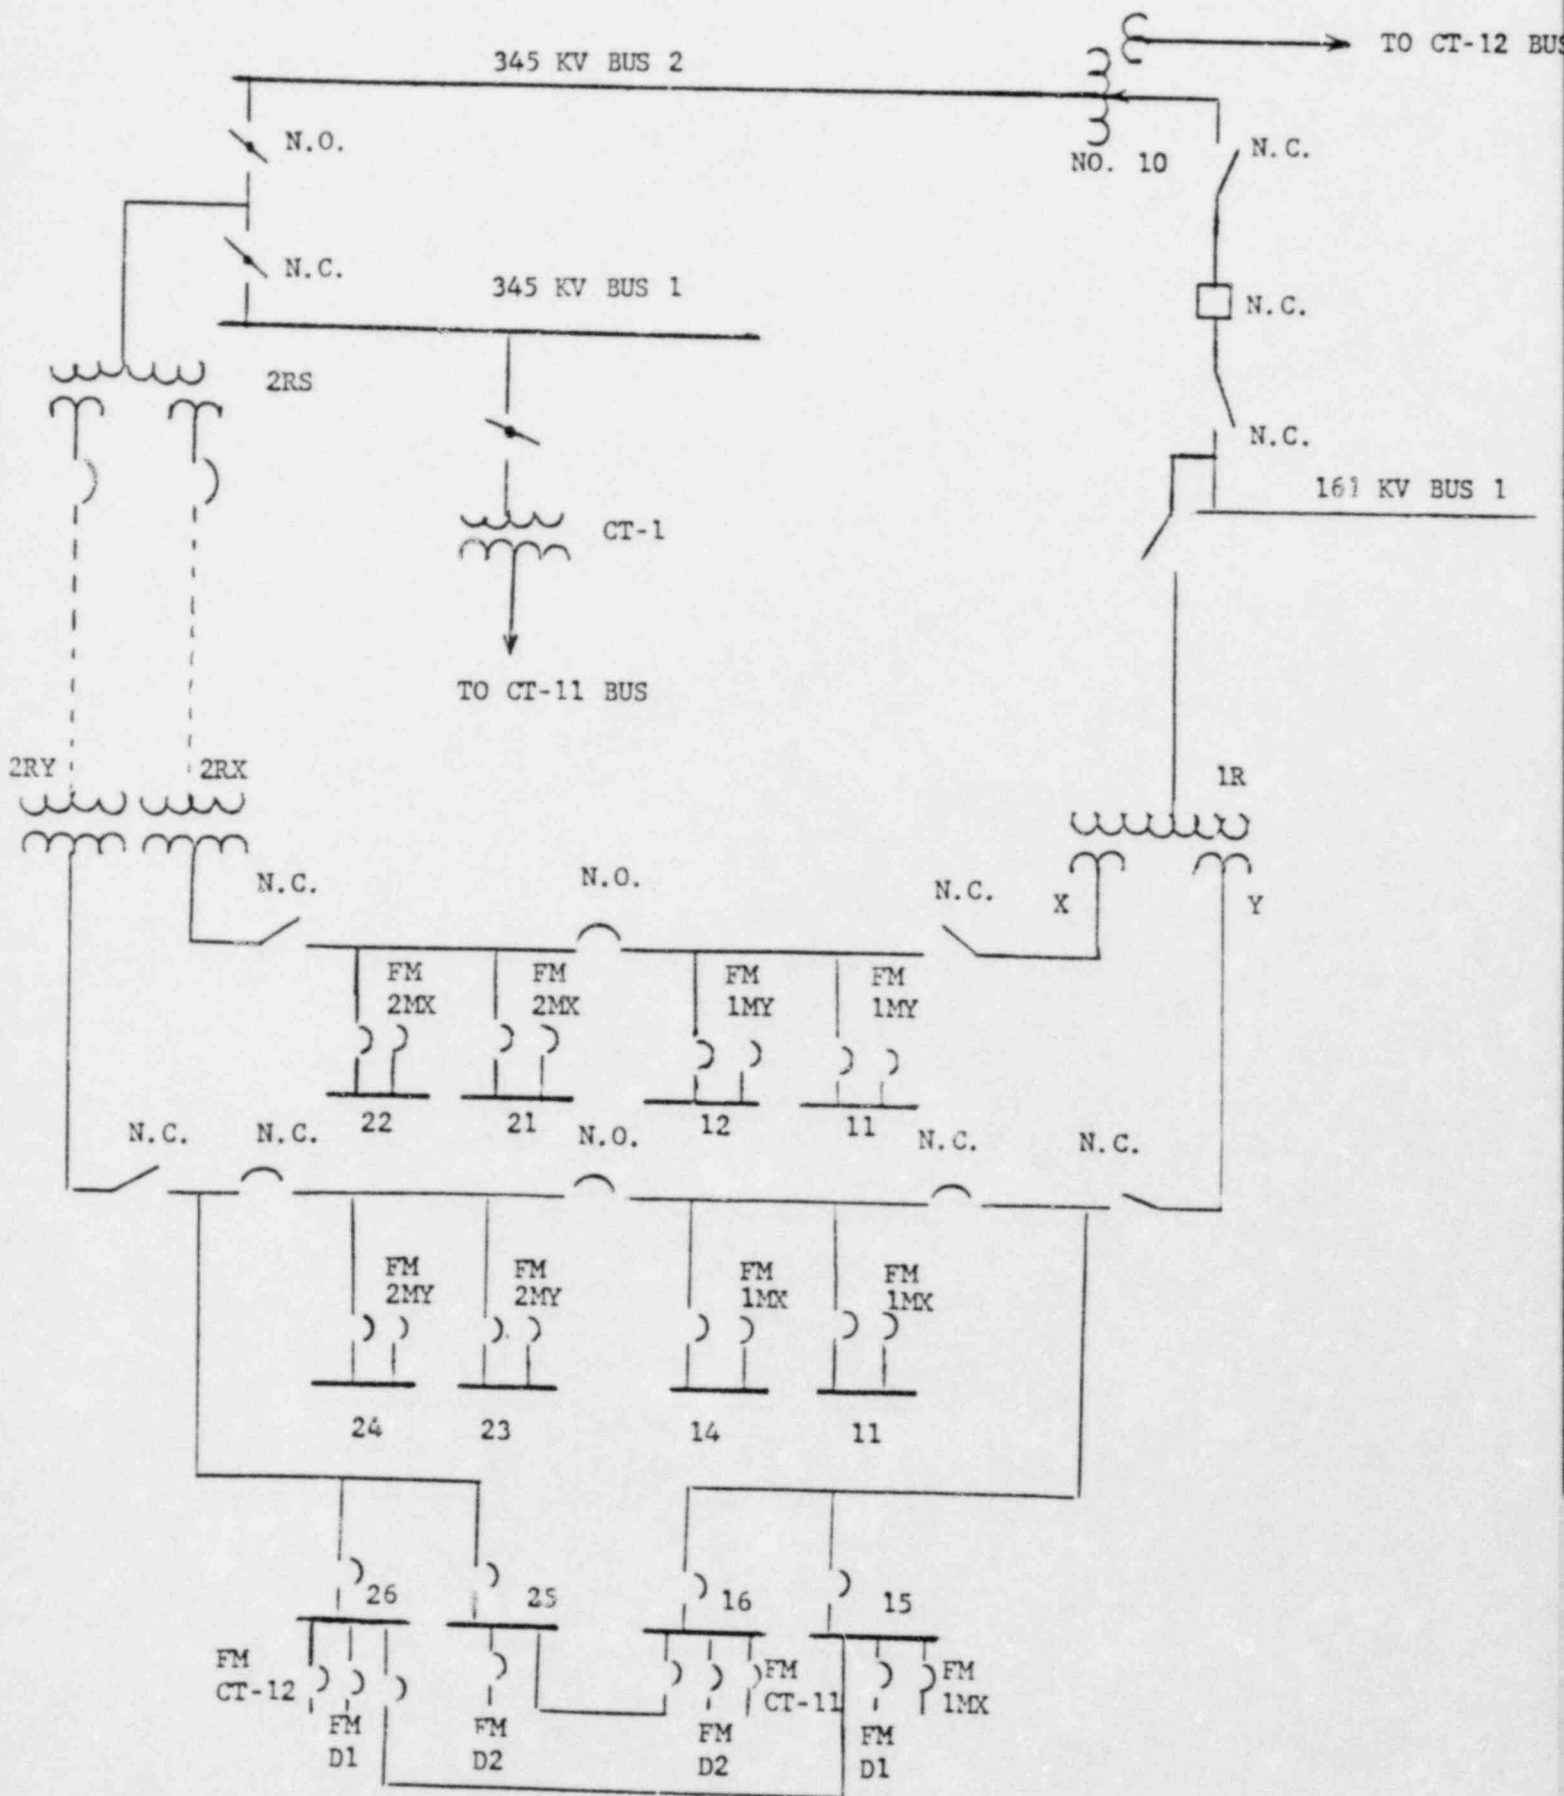 TO CT-12 BUS
345 KV BUS 2
N.O.
N.C.
NO. 10
N.C.
345 KV BUS 1
N.C.
2RS
N.C.
161 KV BUS 1
CT-1
TO CT-11 BUS
2RY
2RX
1R
N.C.
N.O.
N.C.
X
Y
FM
2MX
FM
2MX
FM
1MY
FM
1MY
22
21
12
11
N.C.
N.C.
N.O.
N.C.
N.C.
FM
2MY
FM
2MY
FM
1MX
FM
1MX
24
23
14
11
26
25
16
15
FM
CT-12
FM
CT-11
FM
1MX
FM
D1
FM
D2
FM
D2
FM
D1